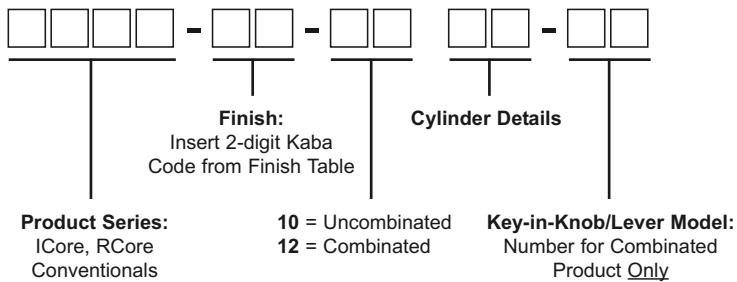 Finish:
Insert 2-digit Kaba
Code from Finish Table
Cylinder Details
Product Series:
ICore, RCore
Conventionals
10 = Uncombinated
12 = Combinated
Key-in-Knob/Lever Model:
Number for Combinated
Product Only